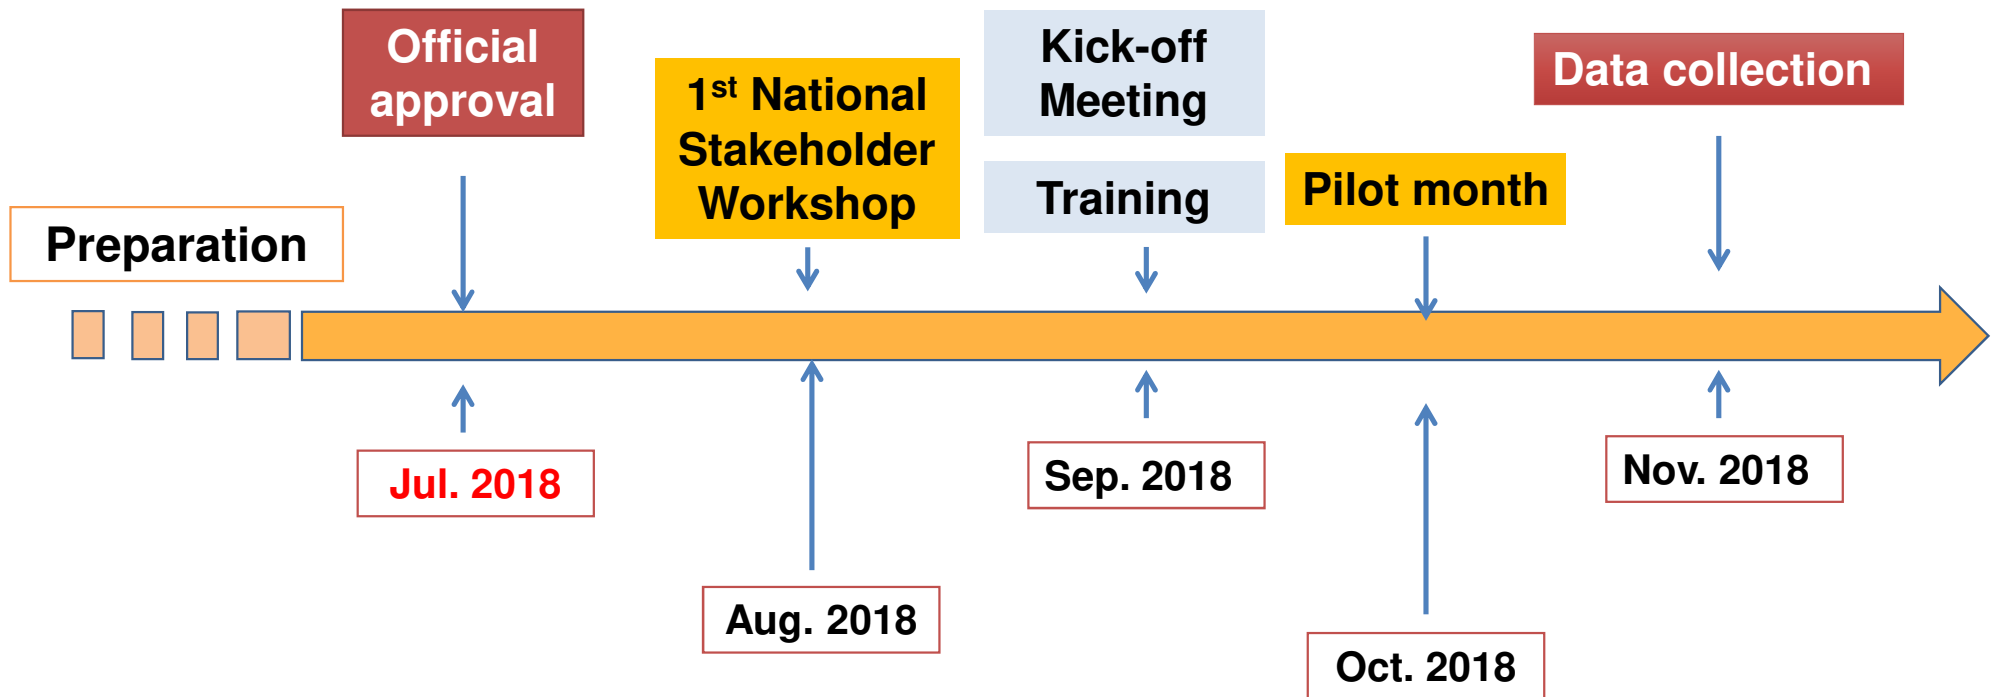 Official
approval
1st National
Stakeholder
Workshop
Kick-off
Meeting
Training
Pilot month
Data collection
Preparation
Jul. 2018
Aug. 2018
Sep. 2018
Oct. 2018
Nov. 2018